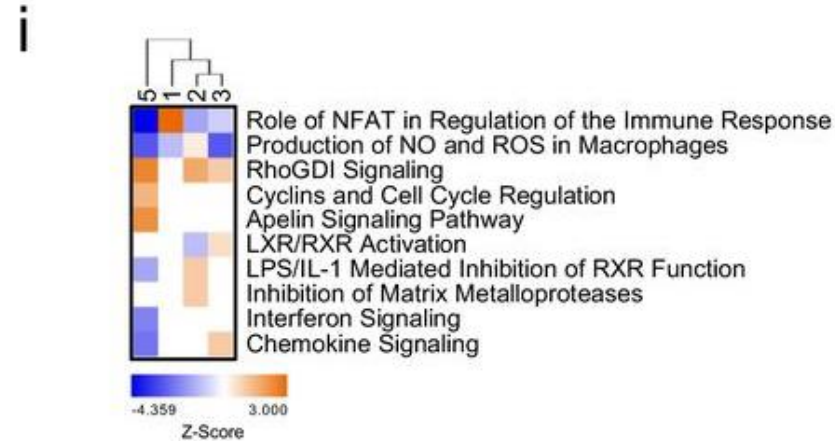 i
5 1 2 3
Role of NFAT in Regulation of the Immune Response
Production of NO and ROS in Macrophages
RhoGDI Signaling
Cyclins and Cell Cycle Regulation
Apelin Signaling Pathway
LXR/RXR Activation
LPS/IL-1 Mediated Inhibition of RXR Function
Inhibition of Matrix Metalloproteases
Interferon Signaling
Chemokine Signaling
-4.359 3.000
Z-Score